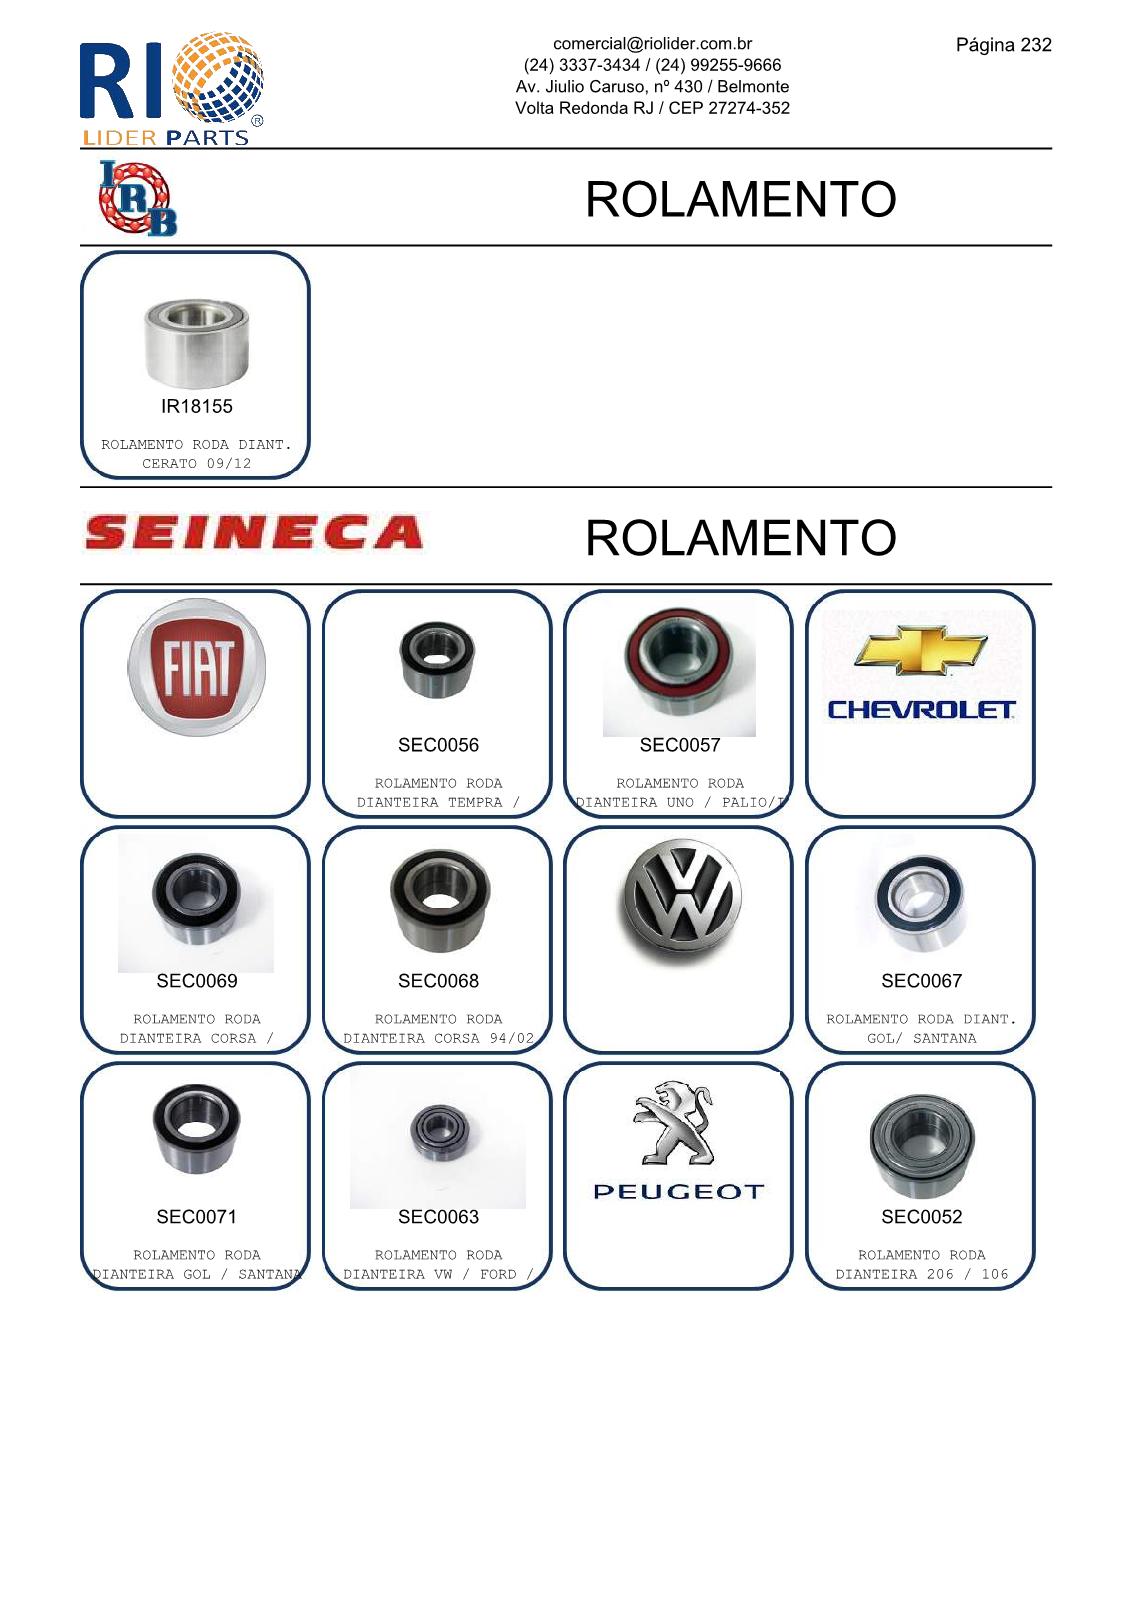 RIO
LIDER PARTS®
comercial@riolider.com.br
(24) 3337-3434 / (24) 99255-9666
Av. Jiulio Caruso, nº 430 / Belmonte
Volta Redonda RJ / CEP 27274-352
Página 232
IRB
ROLAMENTO
IR18155
ROLAMENTO RODA DIANT.
CERATO 09/12
SEINECA
ROLAMENTO
FIAT
SEC0056
ROLAMENTO RODA
DIANTEIRA TEMPRA /
SEC0057
ROLAMENTO RODA
DIANTEIRA UNO / PALIO/
CHEVROLET
SEC0069
ROLAMENTO RODA
DIANTEIRA CORSA /
SEC0068
ROLAMENTO RODA
DIANTEIRA CORSA 94/02
VW
SEC0067
ROLAMENTO RODA DIANT.
GOL/ SANTANA
SEC0071
ROLAMENTO RODA
DIANTEIRA GOL / SANTANA
SEC0063
ROLAMENTO RODA
DIANTEIRA VW / FORD /
PEUGEOT
SEC0052
ROLAMENTO RODA
DIANTEIRA 206 / 106